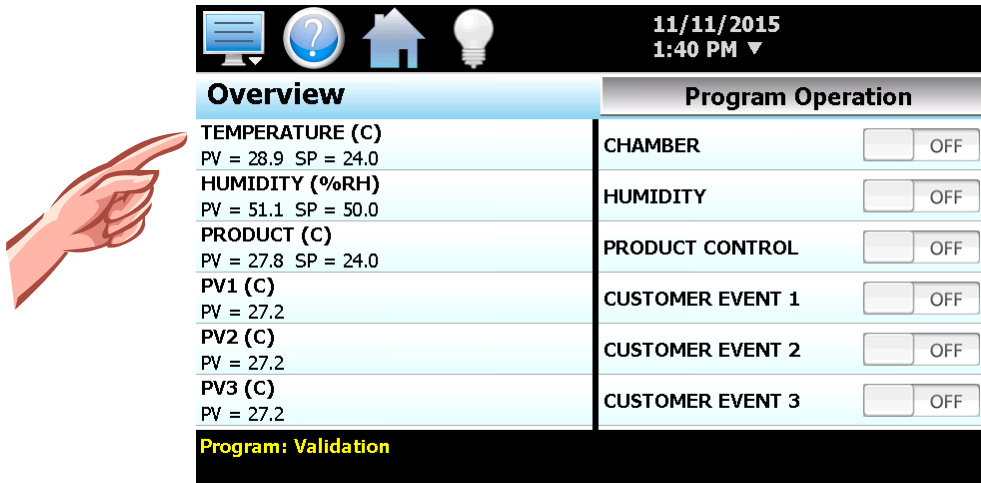 ?
11/11/2015
1:40 PM ▼
Overview
Program Operation
TEMPERATURE (C)
PV = 28.9 SP = 24.0
HUMIDITY (%RH)
PV = 51.1 SP = 50.0
PRODUCT (C)
PV = 27.8 SP = 24.0
PV1 (C)
PV = 27.2
PV2 (C)
PV = 27.2
PV3 (C)
PV = 27.2
CHAMBER OFF
HUMIDITY OFF
PRODUCT CONTROL OFF
CUSTOMER EVENT 1 OFF
CUSTOMER EVENT 2 OFF
CUSTOMER EVENT 3 OFF
Program: Validation